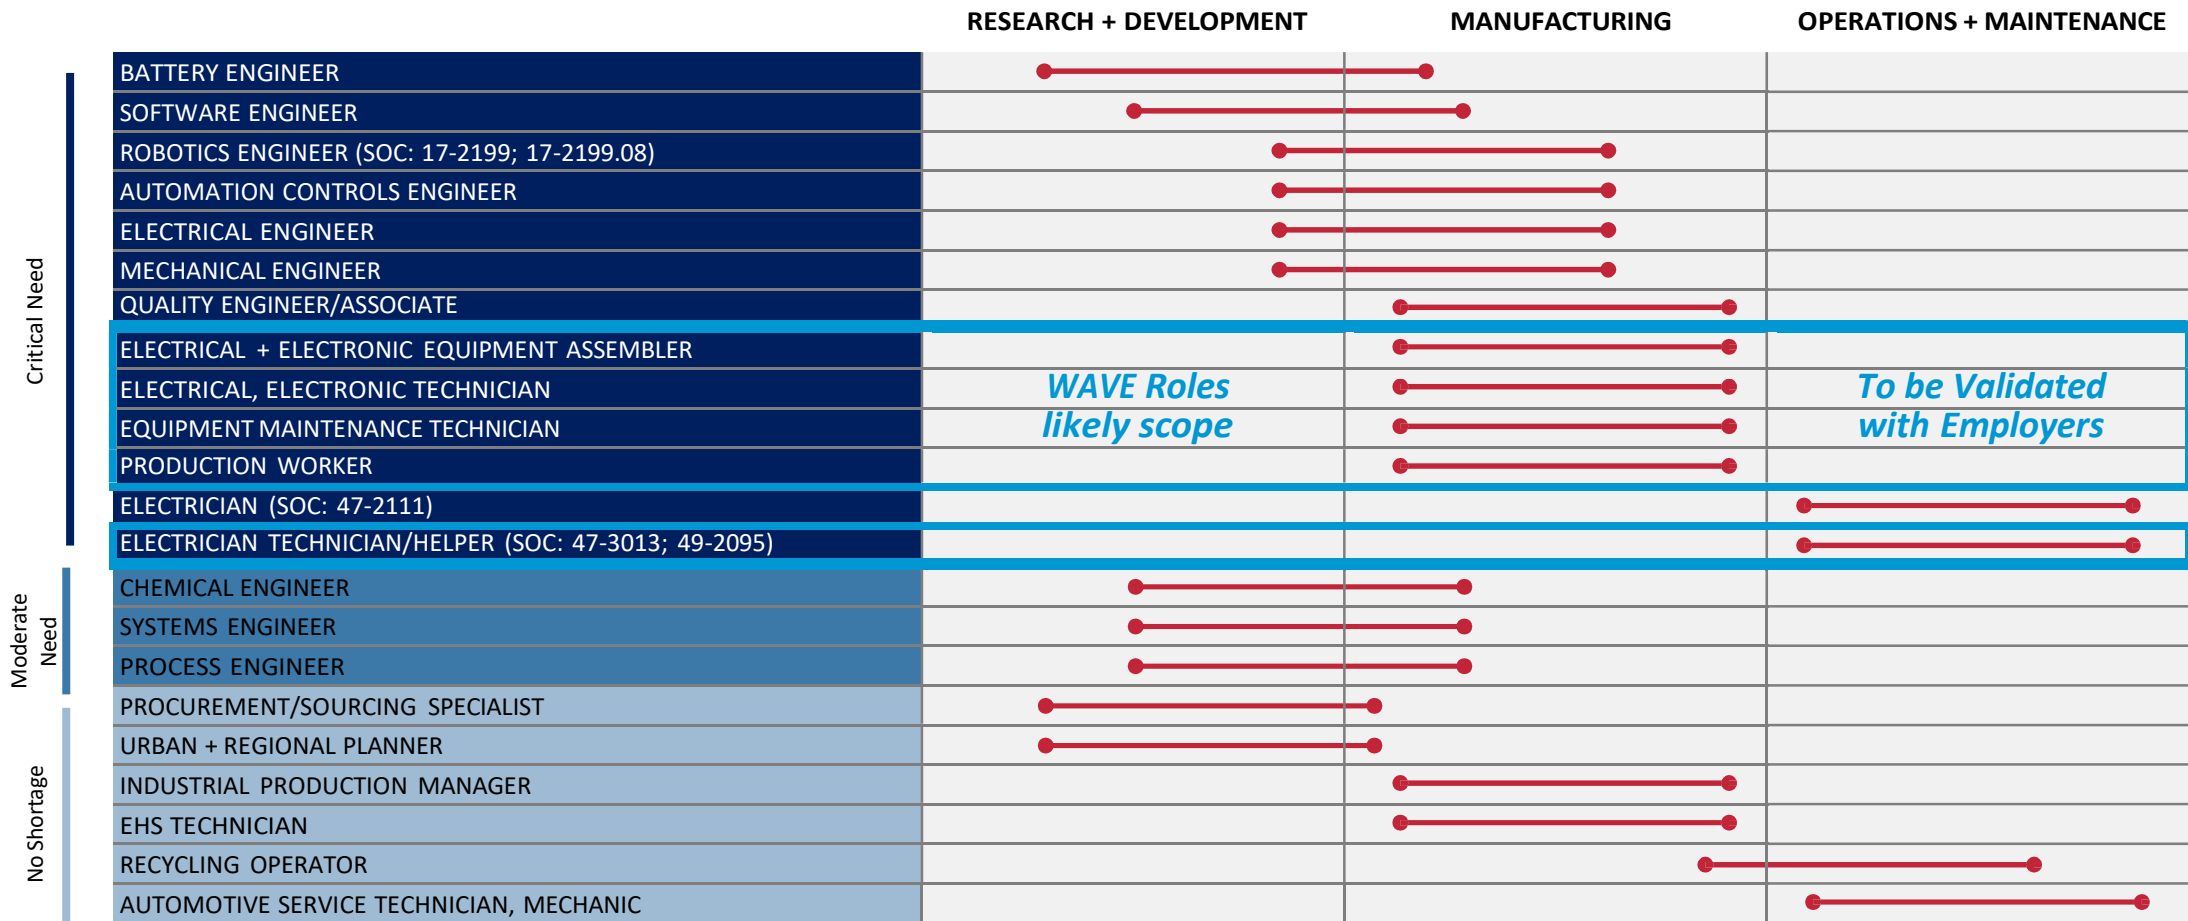 RESEARCH + DEVELOPMENT
MANUFACTURING
OPERATIONS + MAINTENANCE
Critical Need
BATTERY ENGINEER
SOFTWARE ENGINEER
ROBOTICS ENGINEER (SOC: 17-2199; 17-2199.08)
AUTOMATION CONTROLS ENGINEER
ELECTRICAL ENGINEER
MECHANICAL ENGINEER
QUALITY ENGINEER/ASSOCIATE
ELECTRICAL + ELECTRONIC EQUIPMENT ASSEMBLER
ELECTRICAL, ELECTRONIC TECHNICIAN
EQUIPMENT MAINTENANCE TECHNICIAN
PRODUCTION WORKER
WAVE Roles
likely scope
To be Validated
with Employers
ELECTRICIAN (SOC: 47-2111)
ELECTRICIAN TECHNICIAN/HELPER (SOC: 47-3013; 49-2095)
Moderate
Need
CHEMICAL ENGINEER
SYSTEMS ENGINEER
PROCESS ENGINEER
No Shortage
PROCUREMENT/SOURCING SPECIALIST
URBAN + REGIONAL PLANNER
INDUSTRIAL PRODUCTION MANAGER
EHS TECHNICIAN
RECYCLING OPERATOR
AUTOMOTIVE SERVICE TECHNICIAN, MECHANIC